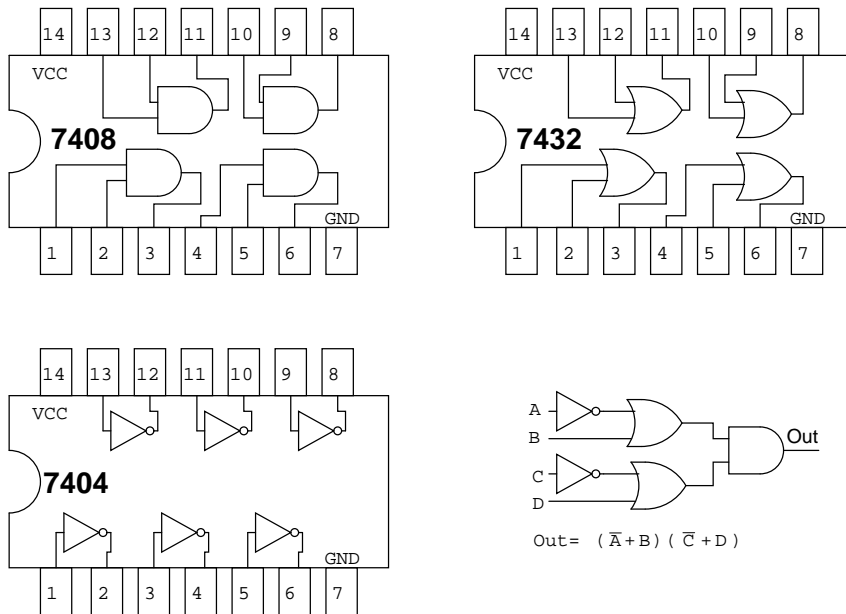 14 13 12 11 10 9 8
VCC
7408
GND
1 2 3 4 5 6 7
14 13 12 11 10 9 8
VCC
7432
GND
1 2 3 4 5 6 7
14 13 12 11 10 9 8
VCC
7404
GND
1 2 3 4 5 6 7
A
B
C
D
Out
Out= (A̅+B)(C̅+D)